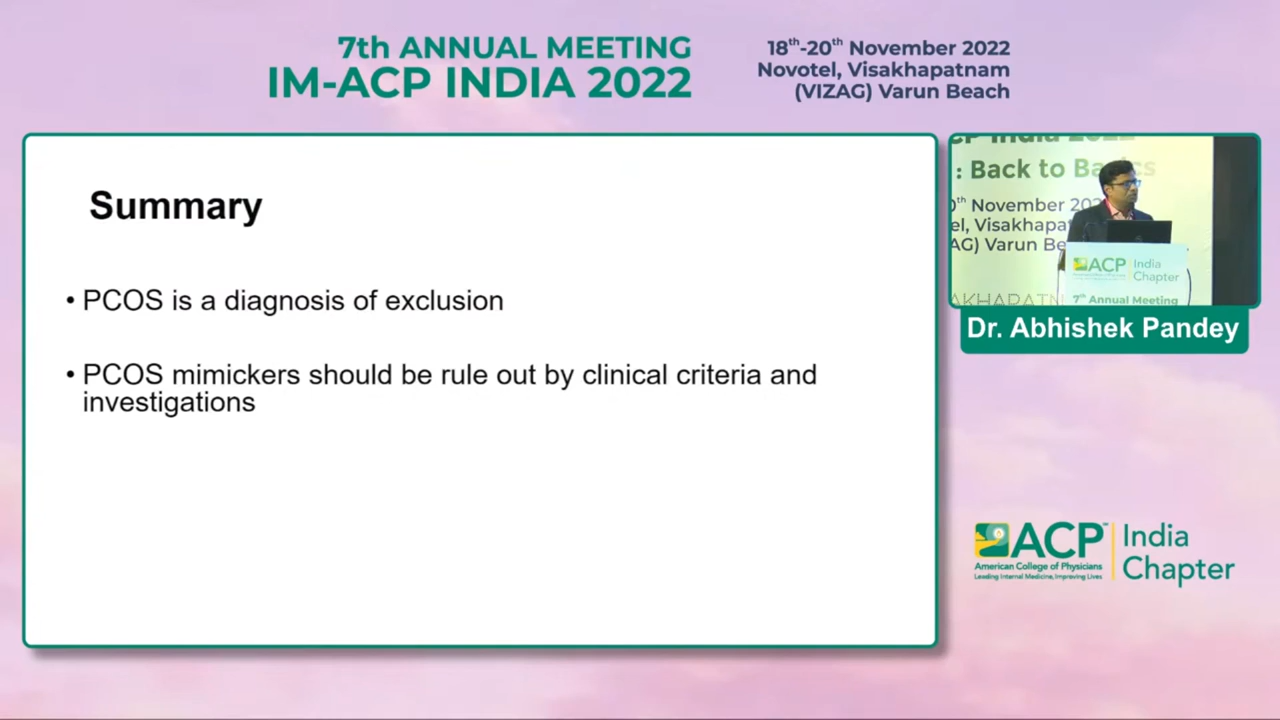 7th ANNUAL MEETING
IM-ACP INDIA 2022
18th-20th November 2022
Novotel, Visakhapatnam
(VIZAG) Varun Beach
Summary
• PCOS is a diagnosis of exclusion
• PCOS mimickers should be rule out by clinical criteria and
investigations
: Back to Basics
November 202
el, Visakhapa
AG) Varun Be
ACP India
Chapter
7th Annual Meeting
Dr. Abhishek Pandey
ACP™ India
Chapter
American College of Physicians
Leading Internal Medicine, Improving Lives